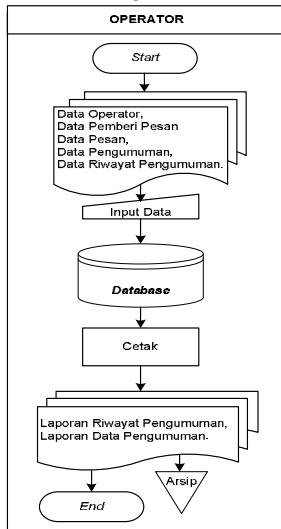 OPERATOR
Start
Data Operator,
Data Pemberi Pesan
Data Pesan,
Data Pengumuman,
Data Riwayat Pengumuman.
Input Data
Database
Cetak
Laporan Riwayat Pengumuman,
Laporan Data Pengumuman.
Arsip
End